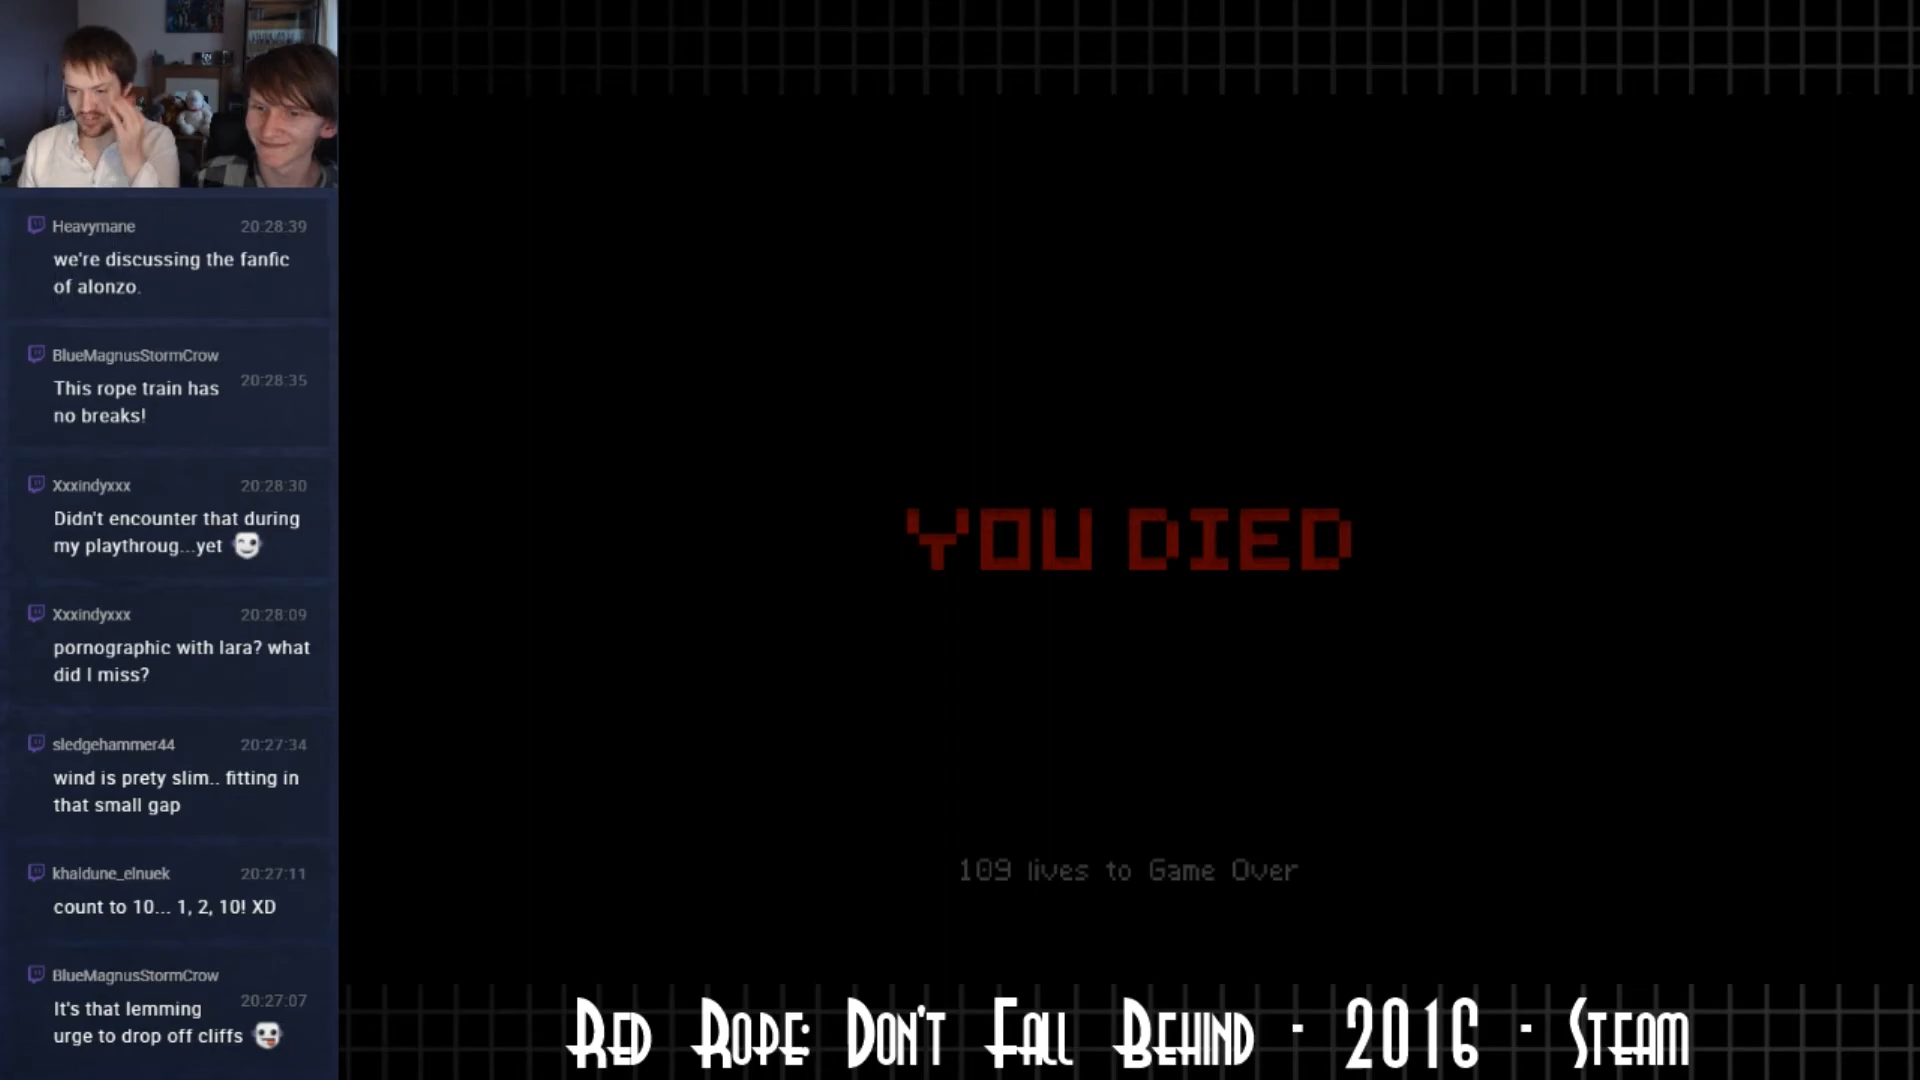 Heavymane 20:28:39
we're discussing the fanfic
of alonzo.
BlueMagnusStormCrow
This rope train has 20:28:35
no breaks!
Xxxindyxxx 20:28:30
Didn't encounter that during
my playthroug...yet
Xxxindyxxx 20:28:09
pornographic with lara? what
did I miss?
sledgehammer44 20:27:34
wind is prety slim.. fitting in
that small gap
khaldune_elnuek 20:27:11
count to 10... 1, 2, 10! XD
BlueMagnusStormCrow
It's that lemming 20:27:07
urge to drop off cliffs
YOU DIED
109 lives to Game Over
Red Rope: Don't Fall Behind - 2016 - Steam